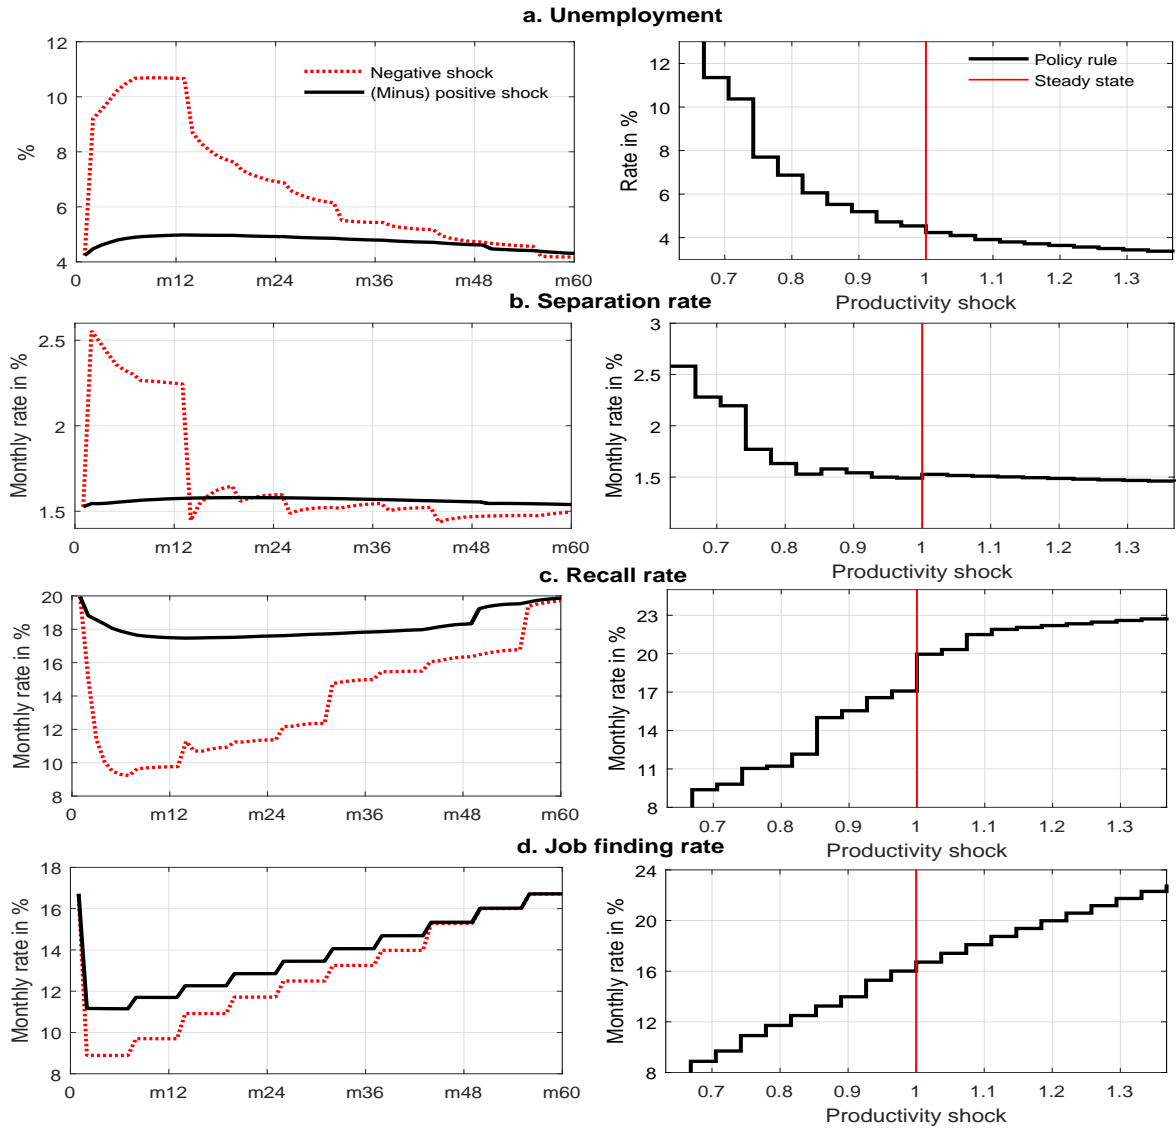 a. Unemployment
12
10
8
6
4
%
0
m12
m24
m36
m48
m60
Negative shock
(Minus) positive shock
12
10
8
6
4
Rate in %
0.7
0.8
0.9
1
1.1
1.2
1.3
Productivity shock
Policy rule
Steady state
b. Separation rate
2.5
2
1.5
Monthly rate in %
0
m12
m24
m36
m48
m60
3
2.5
2
1.5
1
Monthly rate in %
0.7
0.8
0.9
1
1.1
1.2
1.3
Productivity shock
c. Recall rate
20
18
16
14
12
10
8
Monthly rate in %
0
m12
m24
m36
m48
m60
23
20
17
14
11
8
Monthly rate in %
0.7
0.8
0.9
1
1.1
1.2
1.3
Productivity shock
d. Job finding rate
18
16
14
12
10
8
Monthly rate in %
0
m12
m24
m36
m48
m60
24
20
16
12
8
Monthly rate in %
0.7
0.8
0.9
1
1.1
1.2
1.3
Productivity shock